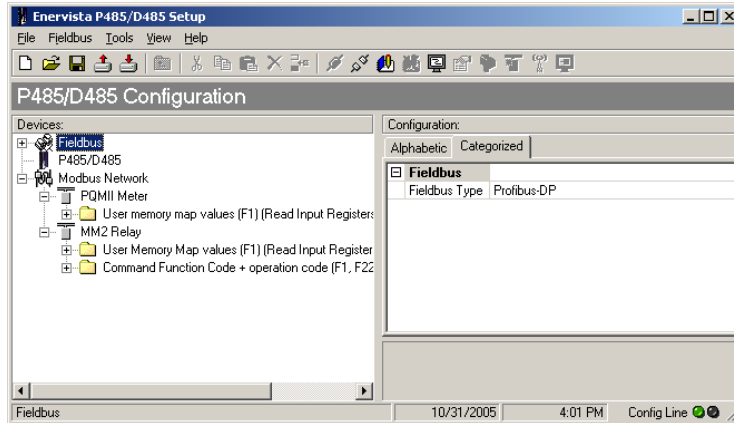 Enervista P485/D485 Setup
File Fieldbus Tools View Help
P485/D485 Configuration
Devices:
Fieldbus
P485/D485
Modbus Network
PQMII Meter
User memory map values (F1) (Read Input Registers
MM2 Relay
User Memory Map values (F1) (Read Input Register
Command Function Code + operation code (F1, F22
Configuration:
Alphabetic Categorized
Fieldbus
Fieldbus Type Profibus-DP
Fieldbus 10/31/2005 4:01 PM Config Line